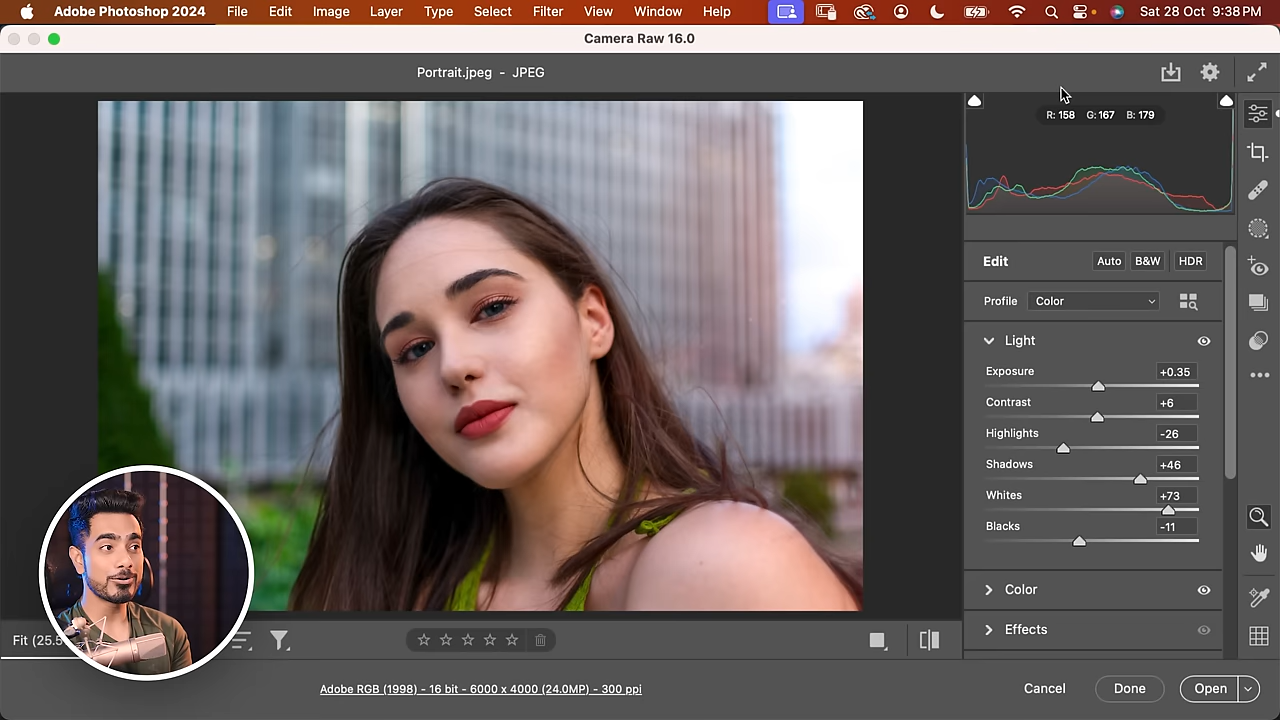 Adobe Photoshop 2024 File Edit Image Layer Type Select Filter View Window Help Sat 28 Oct 9:38 PM
Camera Raw 16.0
Portrait.jpeg - JPEG
R: 158 G: 167 B: 179
Edit Auto B&W HDR
Profile Color
Light
Exposure +0.35
Contrast +6
Highlights -26
Shadows +46
Whites +73
Blacks -11
Color
Effects
Fit (25.5
Adobe RGB (1998) - 16 bit - 6000 x 4000 (24.0MP) - 300 ppi
Cancel Done Open